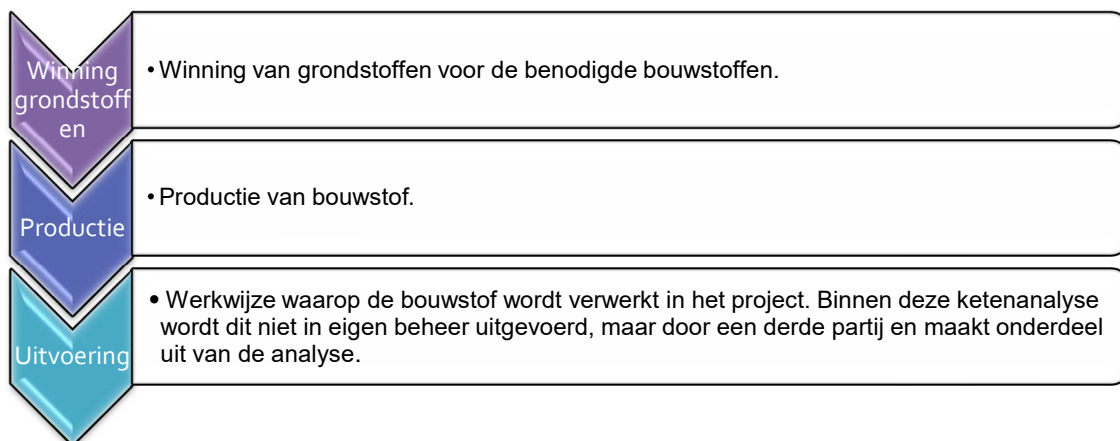 Winning
grondstoff
en
• Winning van grondstoffen voor de benodigde bouwstoffen.
Productie
• Productie van bouwstof.
Uitvoering
• Werkwijze waarop de bouwstof wordt verwerkt in het project. Binnen deze ketenanalyse
wordt dit niet in eigen beheer uitgevoerd, maar door een derde partij en maakt onderdeel
uit van de analyse.